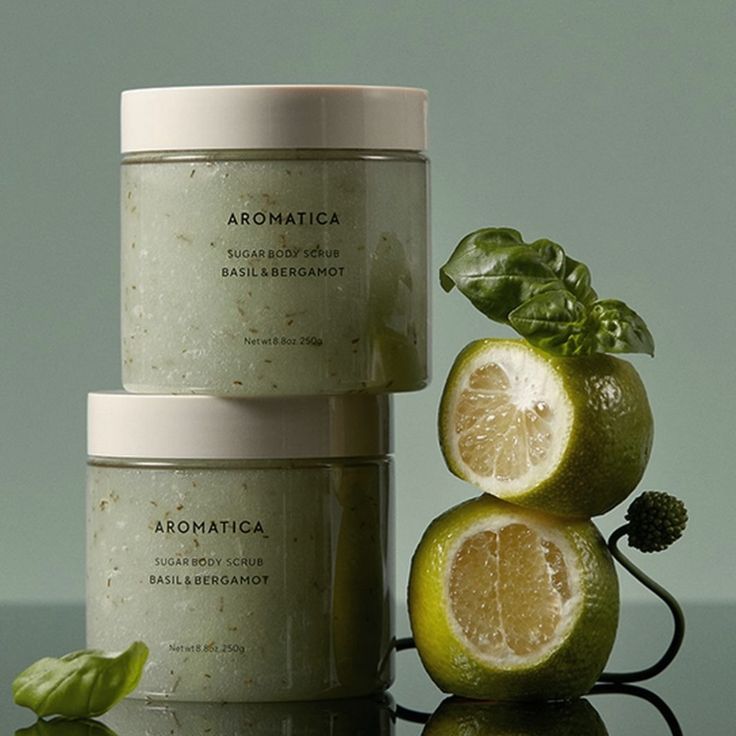 AROMATICA
SUGAR BODY SCRUB
BASIL & BERGAMOT
Net wt 8.8oz. 250g
AROMATICA
SUGAR BODY SCRUB
BASIL & BERGAMOT
Net wt 8.8oz. 250g